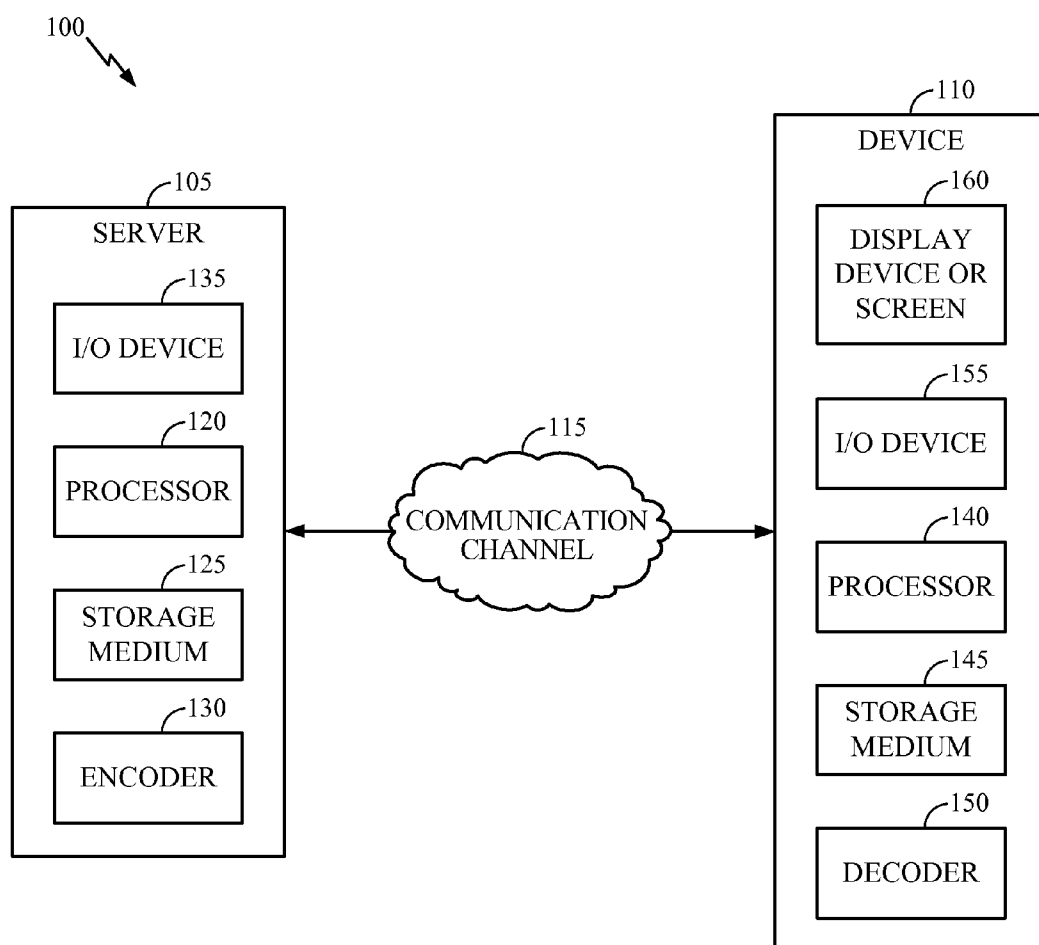 100
105
SERVER
135
I/O DEVICE
120
PROCESSOR
125
STORAGE
MEDIUM
130
ENCODER
115
COMMUNICATION
CHANNEL
110
DEVICE
160
DISPLAY
DEVICE OR
SCREEN
155
I/O DEVICE
140
PROCESSOR
145
STORAGE
MEDIUM
150
DECODER